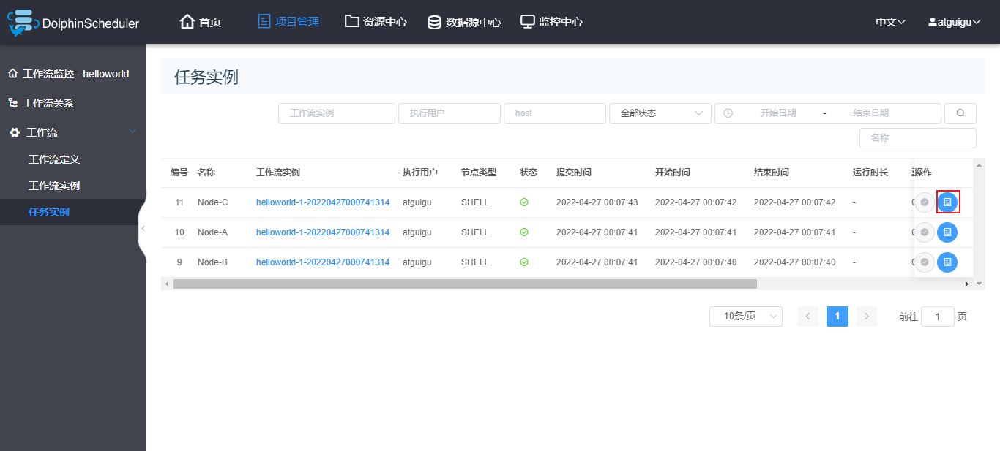 DolphinScheduler 首页 项目管理 资源中心 数据源中心 监控中心 中文 atguigu
工作流监控 - helloworld
工作流关系
工作流
工作流定义
工作流实例
任务实例
任务实例
工作流实例 执行用户 host 全部状态 开始日期 - 结束日期
名称
编号 名称 工作流实例 执行用户 节点类型 状态 提交时间 开始时间 结束时间 运行时长 操作
11 Node-C helloworld-1-20220427000741314 atguigu SHELL 2022-04-27 00:07:43 2022-04-27 00:07:42 2022-04-27 00:07:42 -
10 Node-A helloworld-1-20220427000741314 atguigu SHELL 2022-04-27 00:07:41 2022-04-27 00:07:41 2022-04-27 00:07:41 -
9 Node-B helloworld-1-20220427000741314 atguigu SHELL 2022-04-27 00:07:41 2022-04-27 00:07:40 2022-04-27 00:07:40 -
10条/页 1 前往 1 页